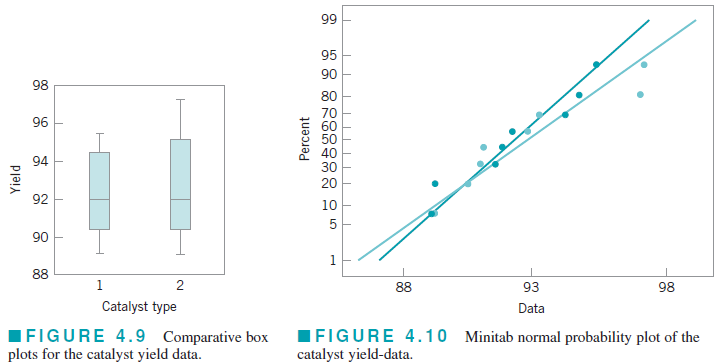 98
96
94
92
90
88
Yield
1 2
Catalyst type
■ FIGURE 4.9 Comparative box
plots for the catalyst yield data.
99
95
90
80
70
60
50
40
30
20
10
5
1
Percent
88 93 98
Data
■ FIGURE 4.10 Minitab normal probability plot of the
catalyst yield-data.